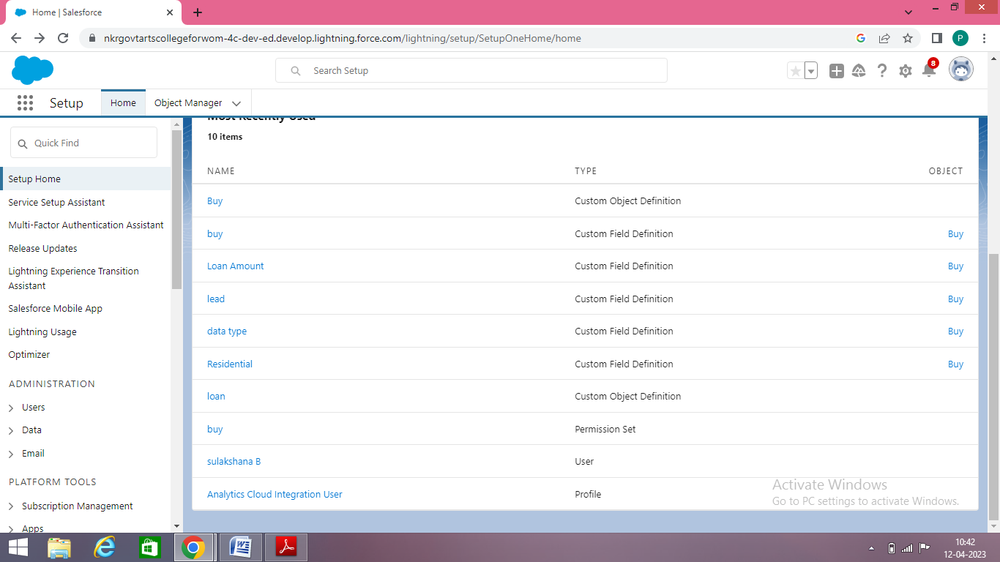 Home | Salesforce
nkrgovtartscollegeforwom-4c-dev-ed.develop.lightning.force.com/lightning/setup/SetupOneHome/home
P
Search Setup
8
Setup
Home
Object Manager
Quick Find
Setup Home
Service Setup Assistant
Multi-Factor Authentication Assistant
Release Updates
Lightning Experience Transition
Assistant
Salesforce Mobile App
Lightning Usage
Optimizer
ADMINISTRATION
Users
Data
Email
PLATFORM TOOLS
Subscription Management
Apps
Most Recently Used
10 items
NAME TYPE OBJECT
Buy Custom Object Definition
buy Custom Field Definition Buy
Loan Amount Custom Field Definition Buy
lead Custom Field Definition Buy
data type Custom Field Definition Buy
Residential Custom Field Definition Buy
loan Custom Object Definition
buy Permission Set
sulakshana B User
Analytics Cloud Integration User Profile
Activate Windows
Go to PC settings to activate Windows.
10:42
12-04-2023